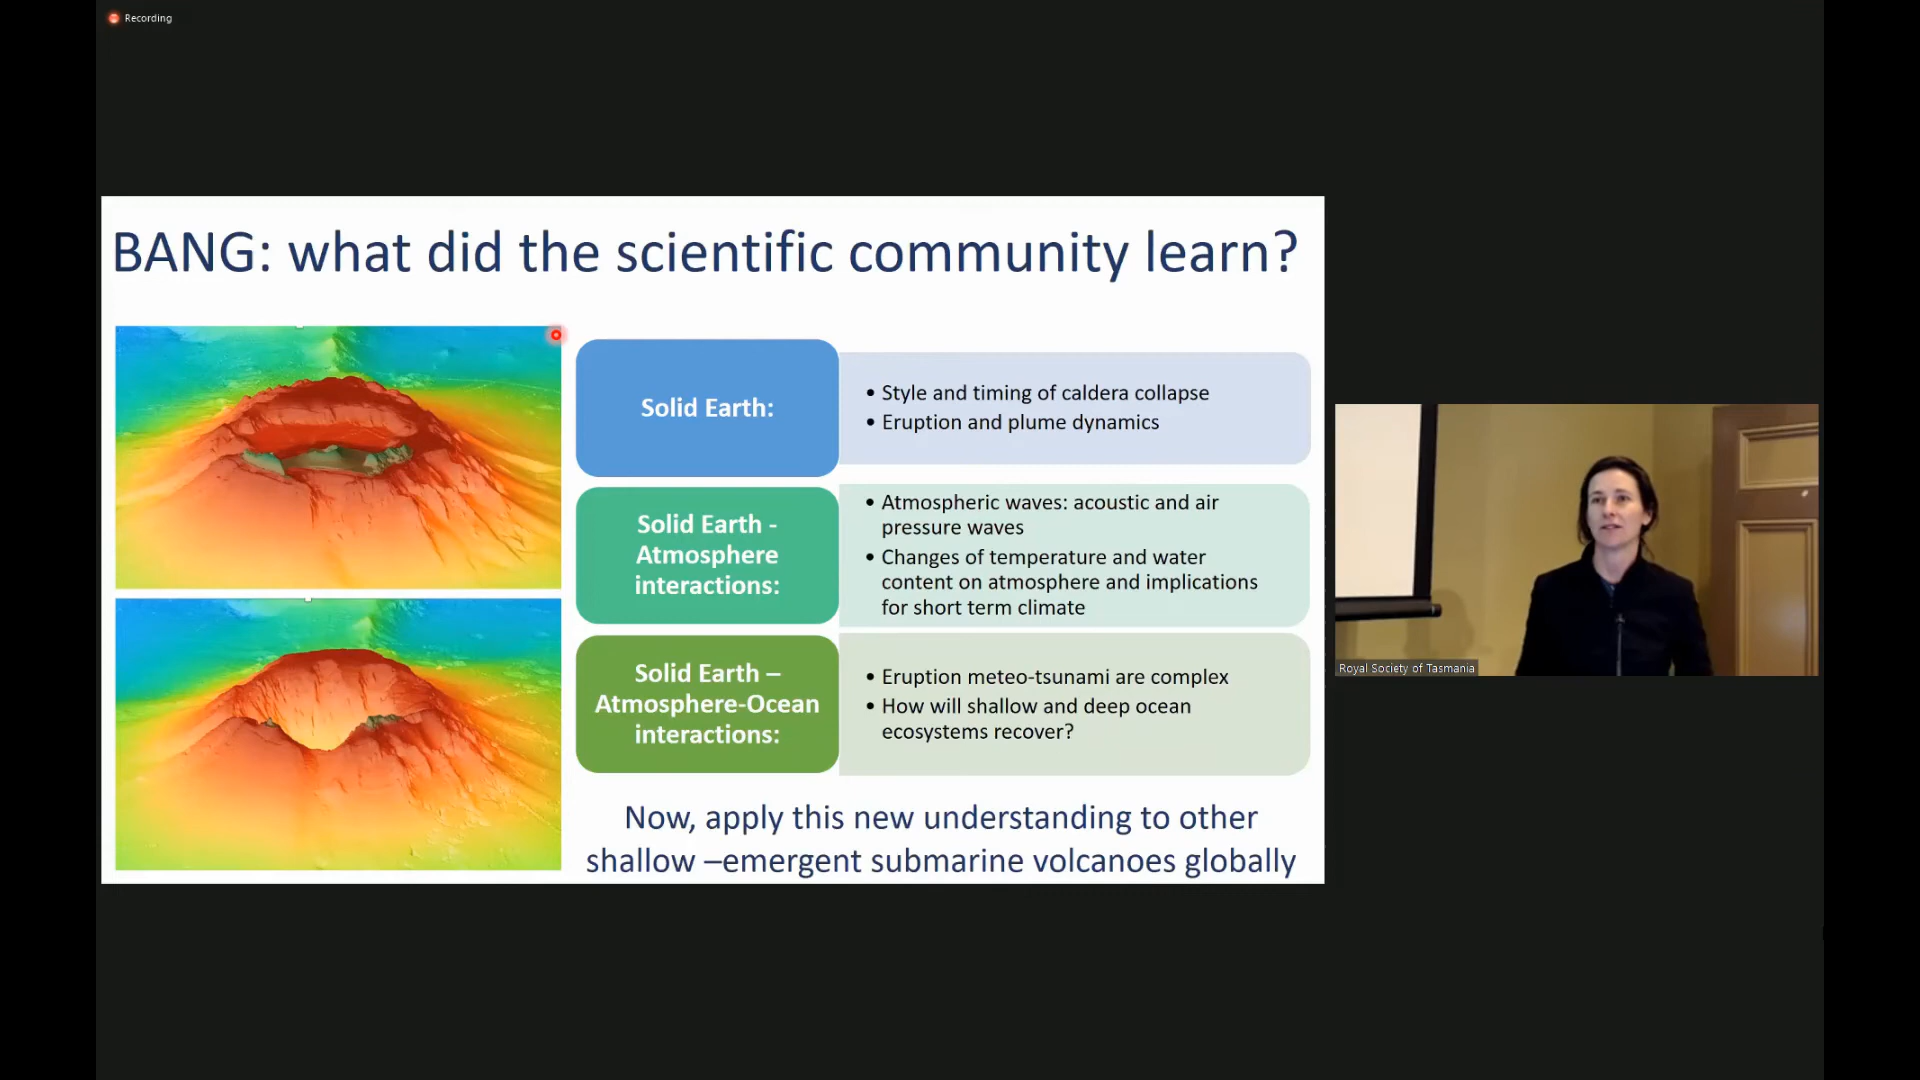 Recording
BANG: what did the scientific community learn?
Solid Earth:
• Style and timing of caldera collapse
• Eruption and plume dynamics
Solid Earth -
Atmosphere
interactions:
• Atmospheric waves: acoustic and air
pressure waves
• Changes of temperature and water
content on atmosphere and implications
for short term climate
Solid Earth –
Atmosphere-Ocean
interactions:
• Eruption meteo-tsunami are complex
• How will shallow and deep ocean
ecosystems recover?
Now, apply this new understanding to other
shallow –emergent submarine volcanoes globally
Royal Society of Tasmania